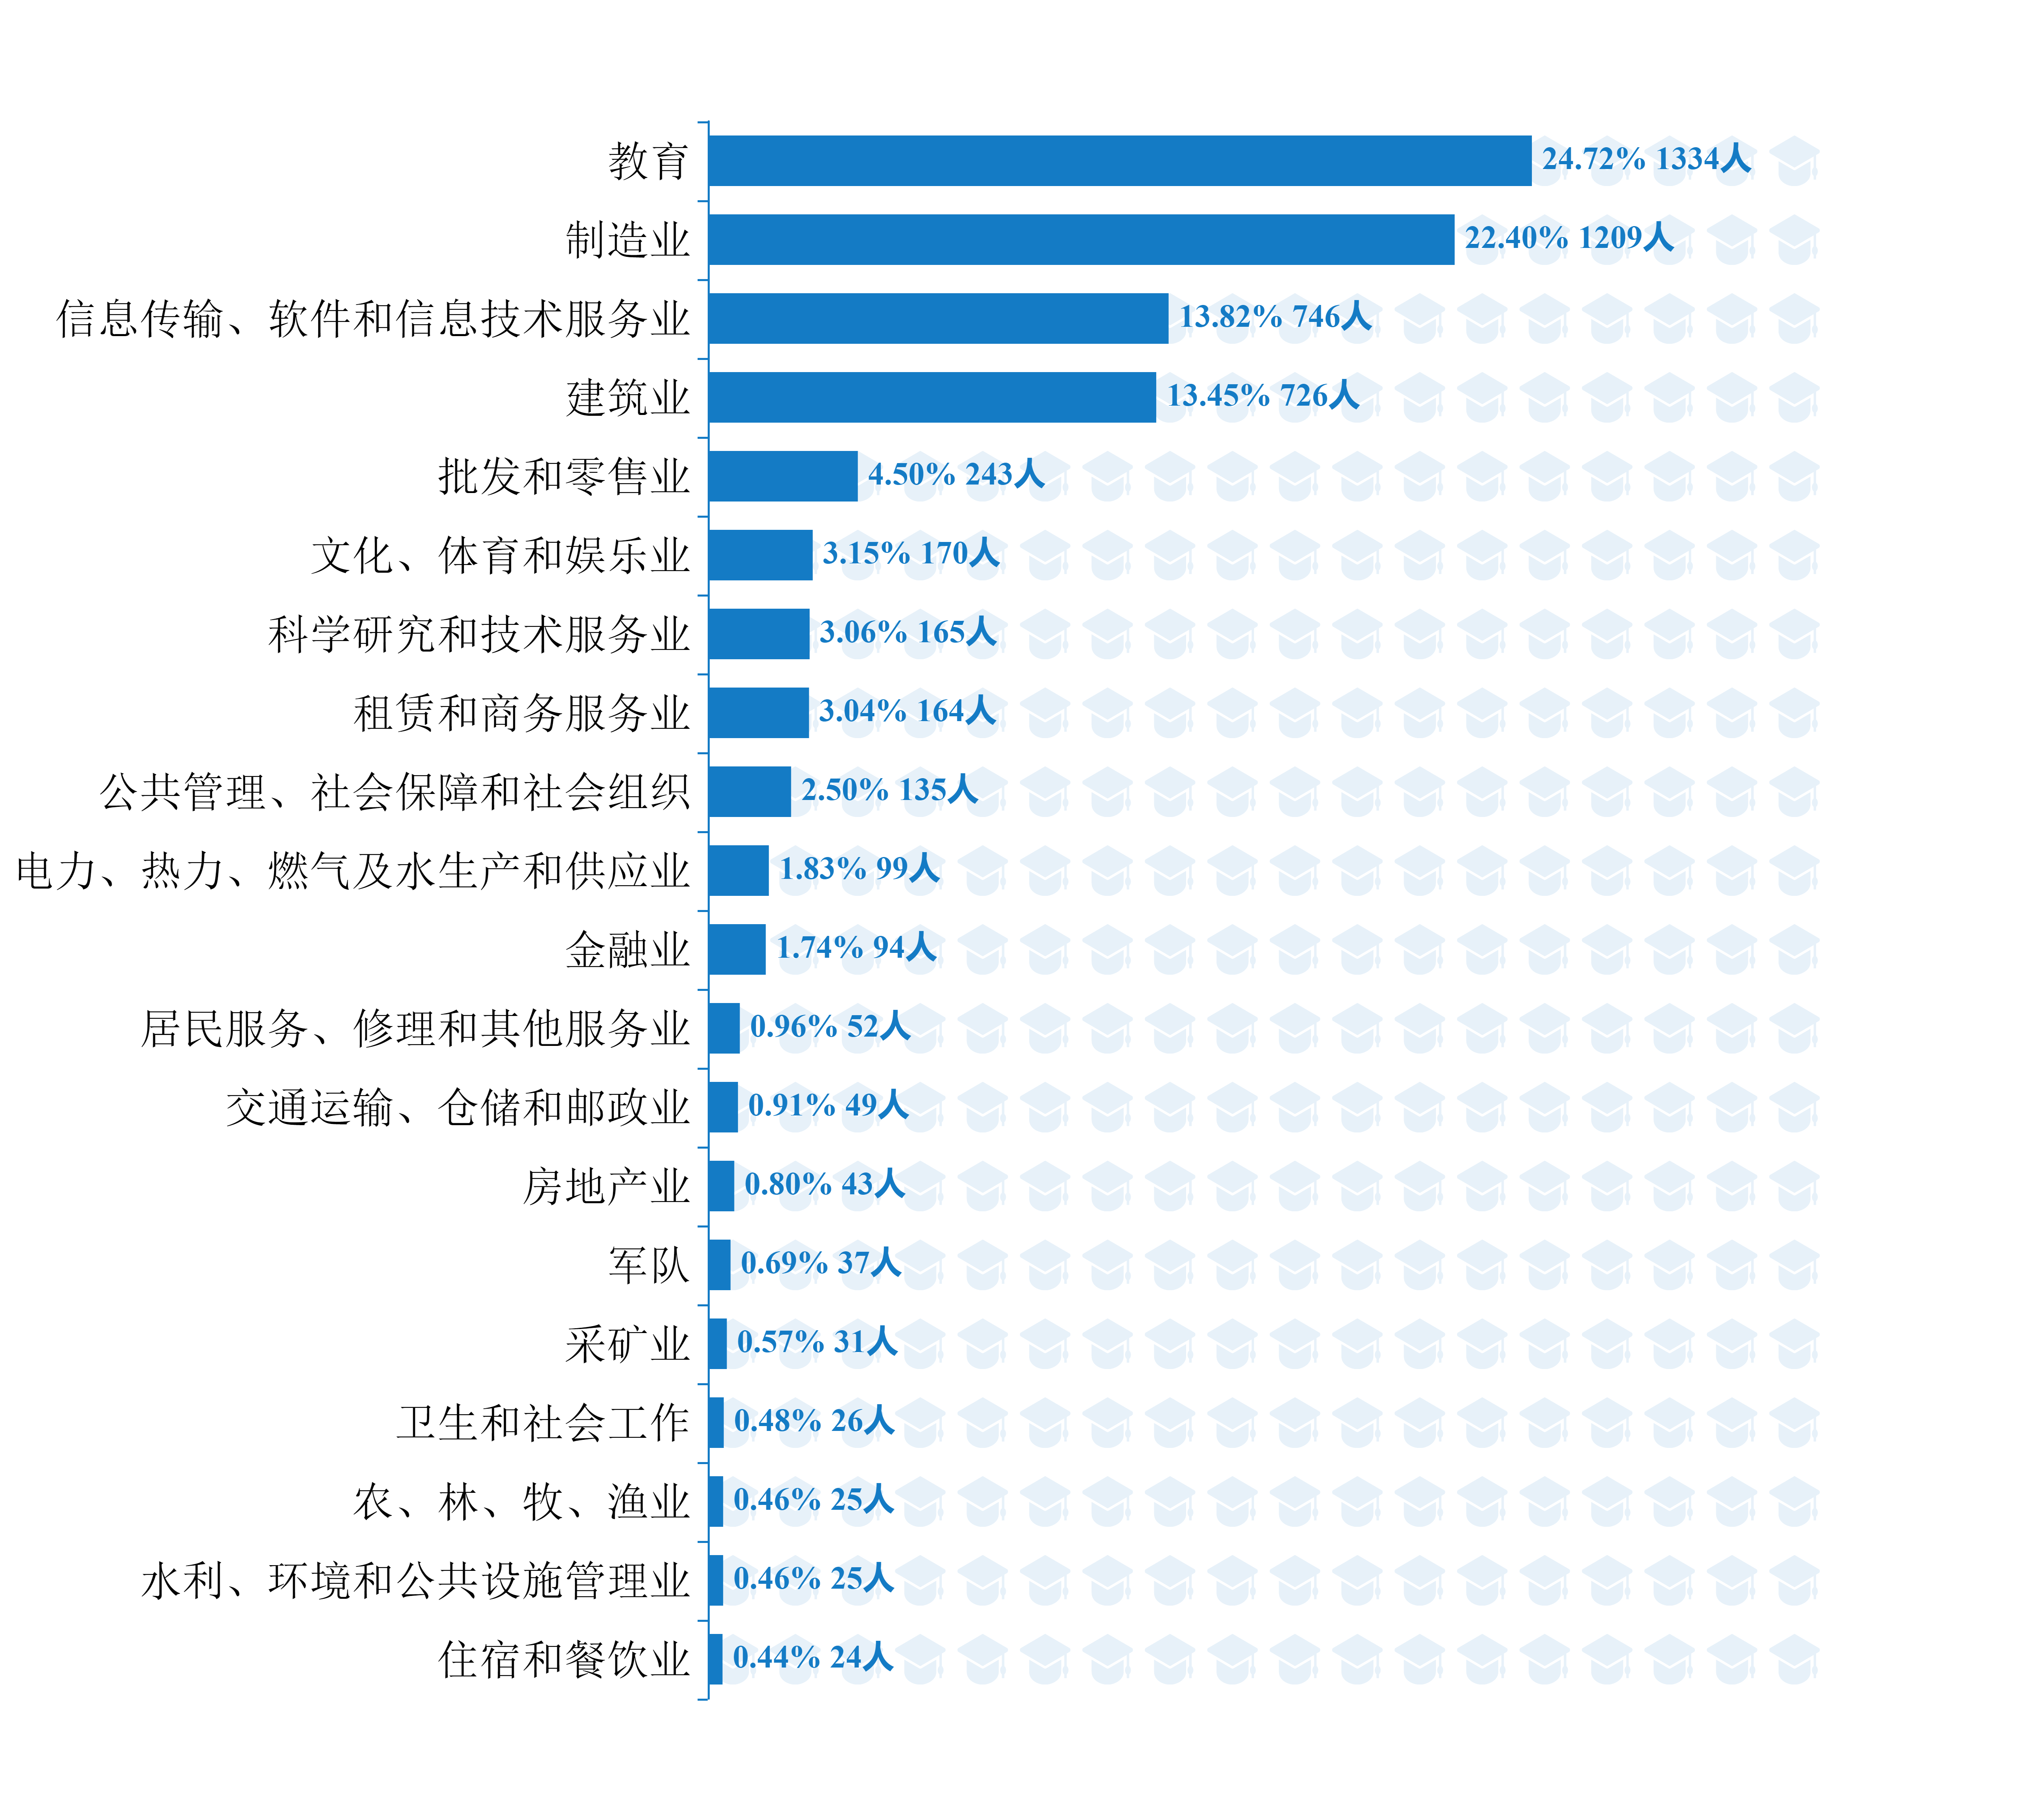 教育 24.72% 1334人
制造业 22.40% 1209人
信息传输、软件和信息技术服务业 13.82% 746人
建筑业 13.45% 726人
批发和零售业 4.50% 243人
文化、体育和娱乐业 3.15% 170人
科学研究和技术服务业 3.06% 165人
租赁和商务服务业 3.04% 164人
公共管理、社会保障和社会组织 2.50% 135人
电力、热力、燃气及水生产和供应业 1.83% 99人
金融业 1.74% 94人
居民服务、修理和其他服务业 0.96% 52人
交通运输、仓储和邮政业 0.91% 49人
房地产业 0.80% 43人
军队 0.69% 37人
采矿业 0.57% 31人
卫生和社会工作 0.48% 26人
农、林、牧、渔业 0.46% 25人
水利、环境和公共设施管理业 0.46% 25人
住宿和餐饮业 0.44% 24人